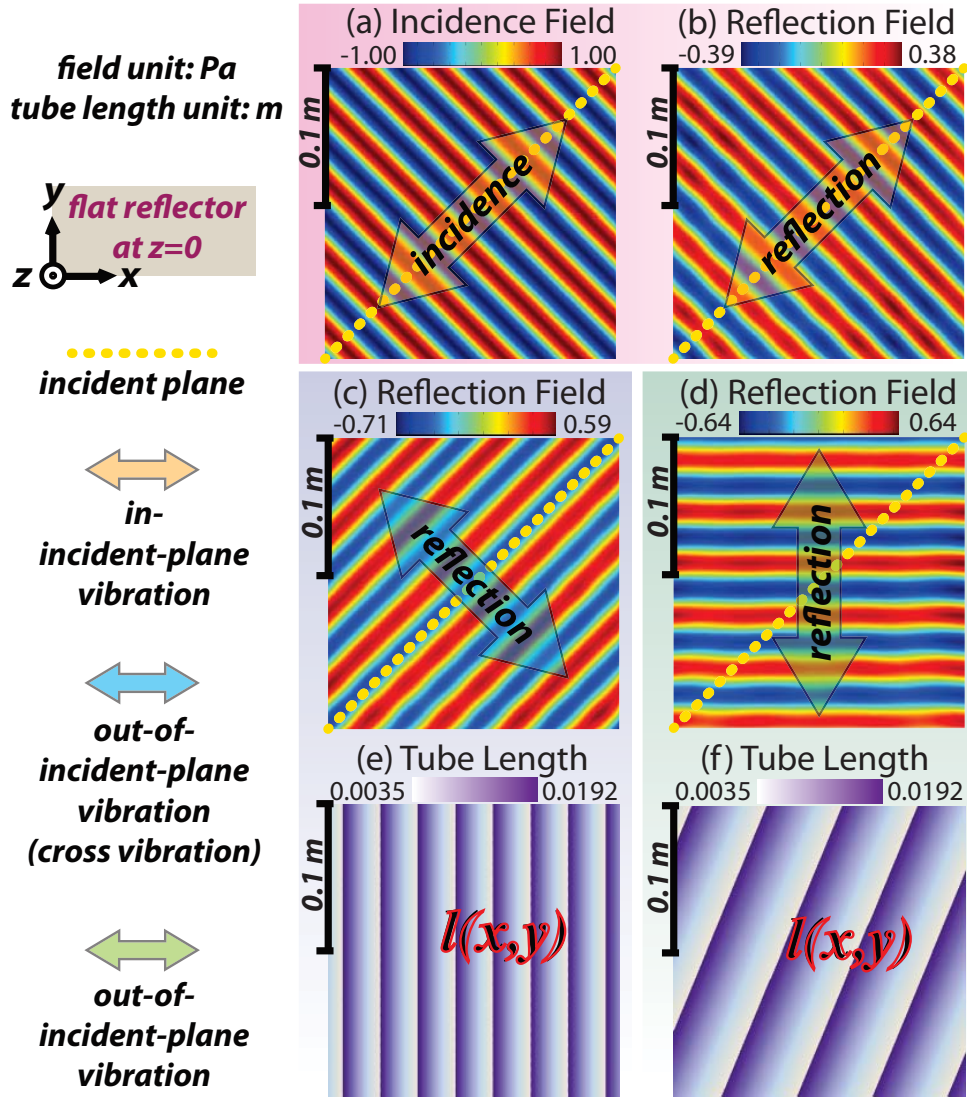 field unit: Pa
tube length unit: m
y
flat reflector
at z=0
z
x
incident plane
in-
incident-plane
vibration
out-of-
incident-plane
vibration
(cross vibration)
out-of-
incident-plane
vibration
(a) Incidence Field
-1.00 1.00
0.1 m
incidence
(b) Reflection Field
-0.39 0.38
0.1 m
reflection
(c) Reflection Field
-0.71 0.59
0.1 m
reflection
(d) Reflection Field
-0.64 0.64
0.1 m
reflection
(e) Tube Length
0.0035 0.0192
0.1 m
l(x,y)
(f) Tube Length
0.0035 0.0192
0.1 m
l(x,y)